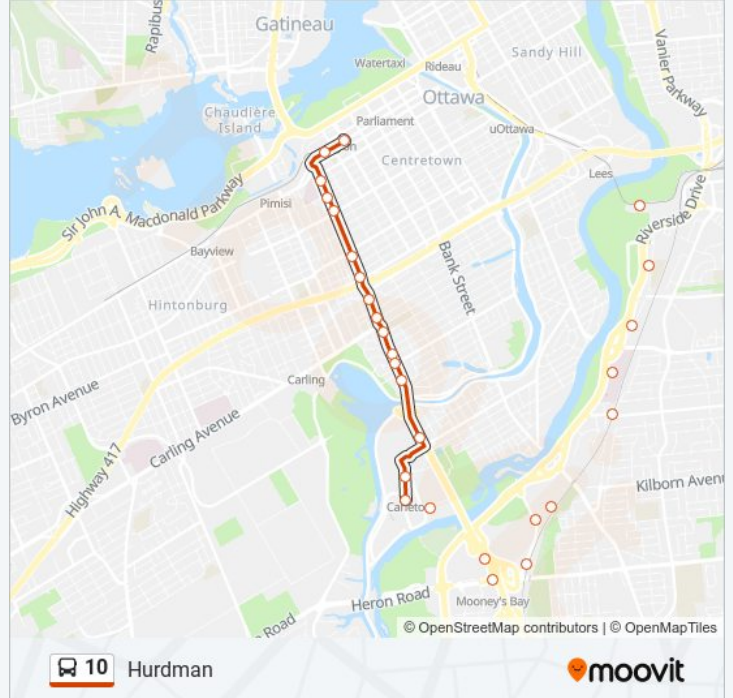 Rapibus
Gatineau
Sandy Hill
Vanier Parkway
Watertaxi
Rideau
Ottawa
Chaudière
Island
Parliament
uOttawa
Centretown
Lees
Sir John A. Macdonald Parkway
Pimisi
Riverside Drive
Bayview
Bank Street
Hintonburg
Carling
Byron Avenue
Carling Avenue
Highway 417
Kilborn Avenu
Carleto
Heron Road
Mooney's Bay
Road
© OpenStreetMap contributors | © OpenMapTiles
10 Hurdman
moovit